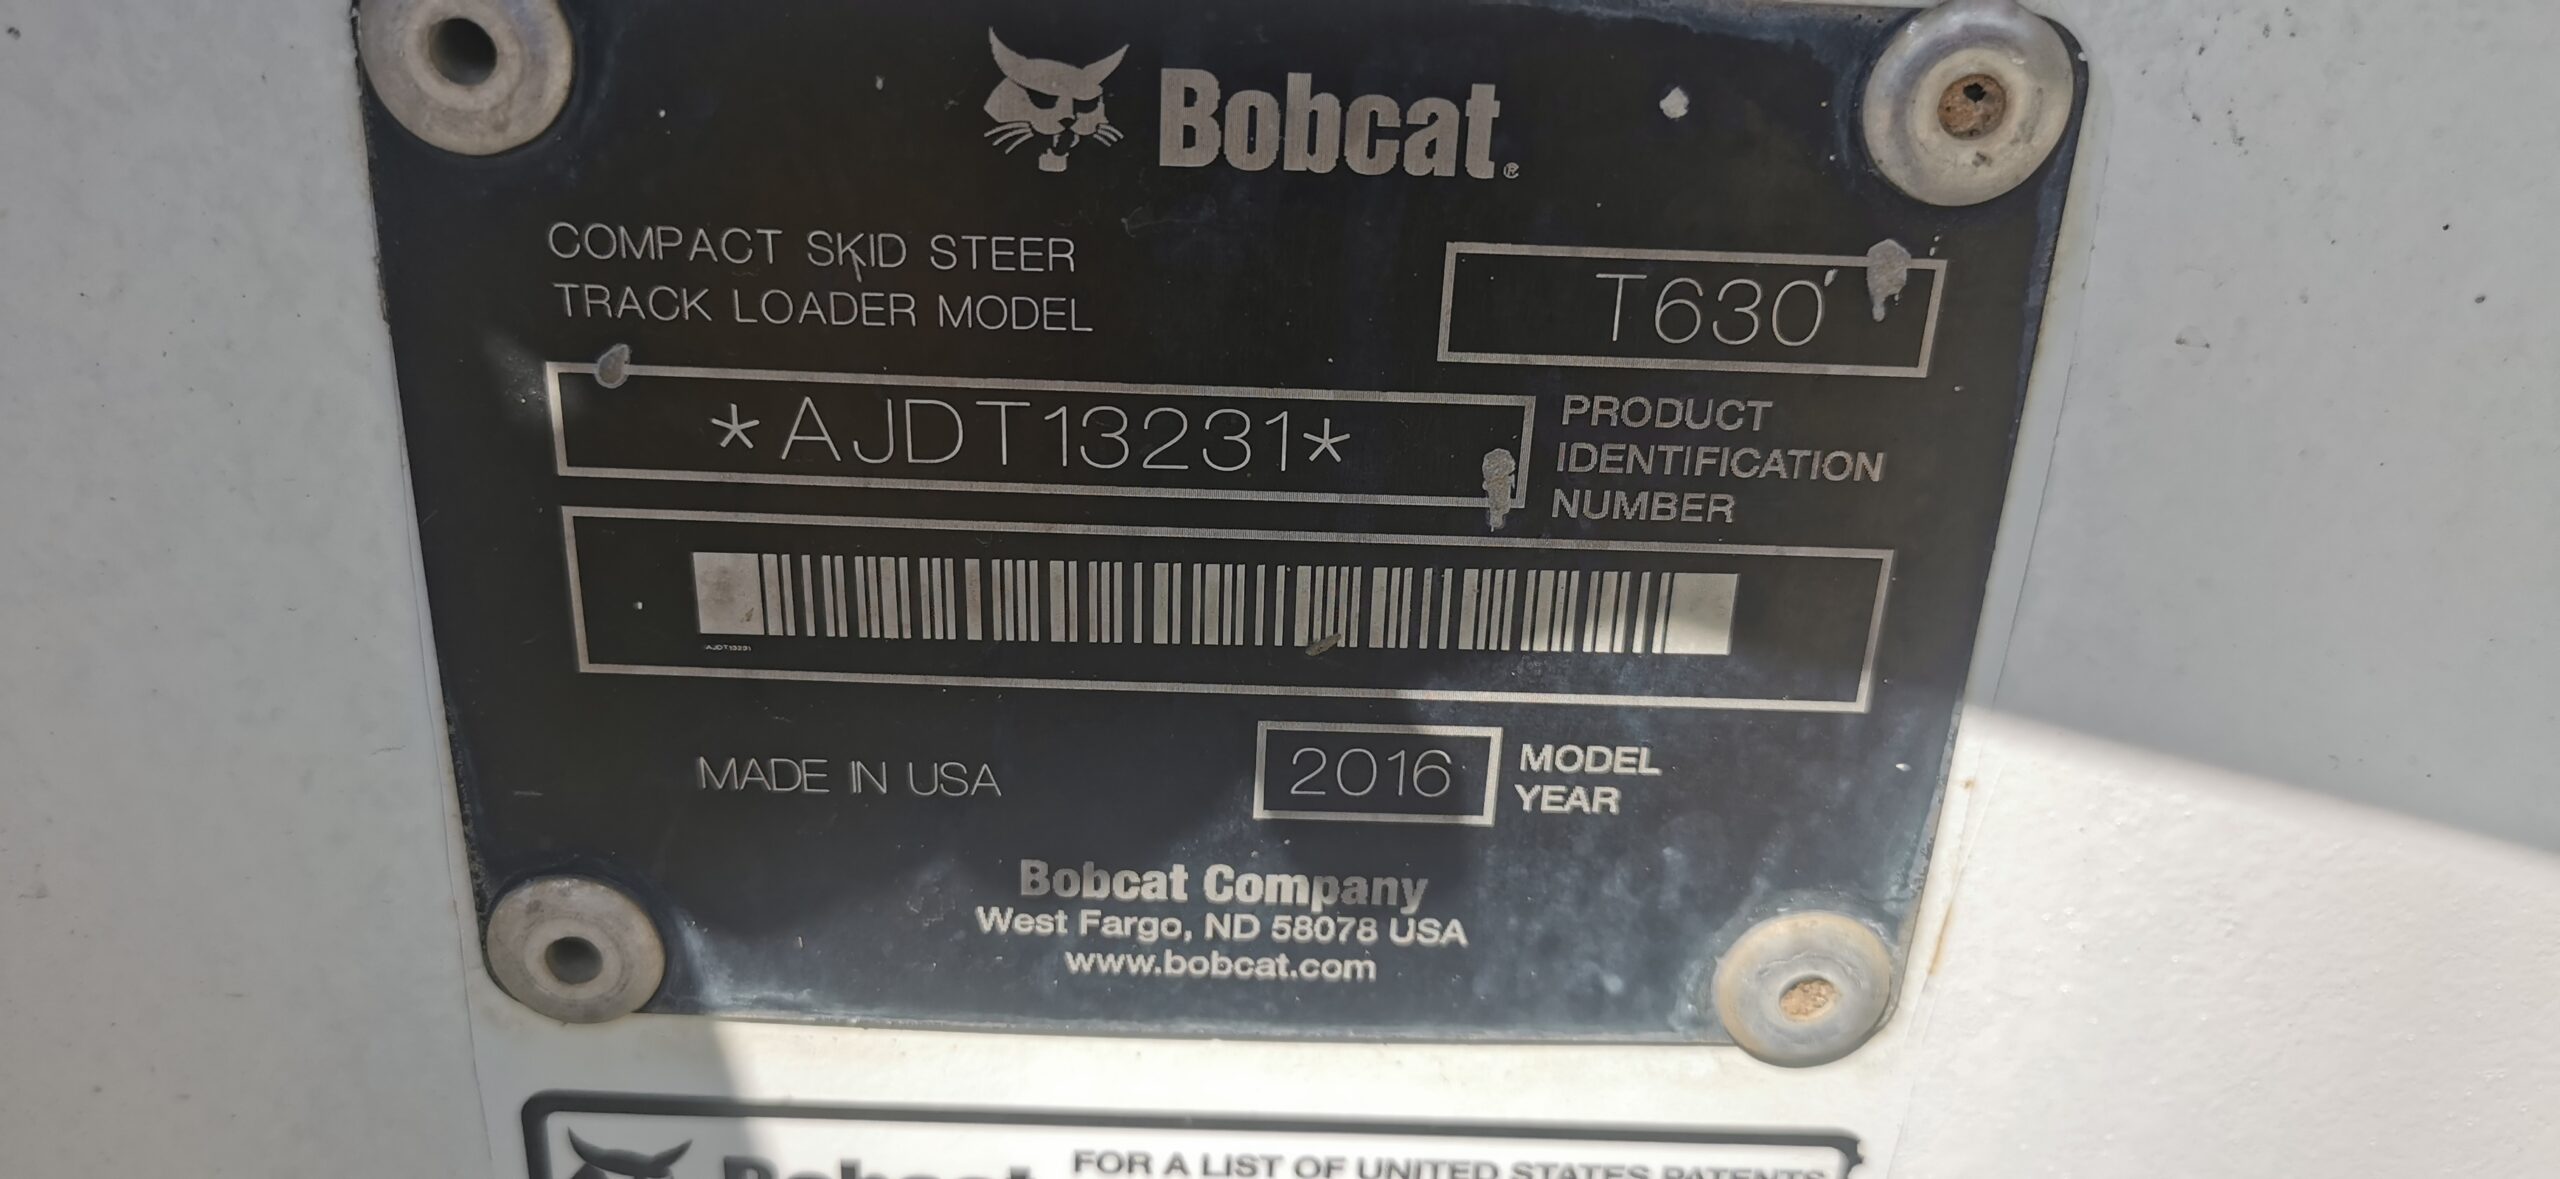 Bobcat®
COMPACT SKID STEER
TRACK LOADER MODEL
T630
*AJDT13231*
PRODUCT
IDENTIFICATION
NUMBER
AJDT13231
MADE IN USA
2016
MODEL
YEAR
Bobcat Company
West Fargo, ND 58078 USA
www.bobcat.com
Bobcat
FOR A LIST OF UNITED STATES PATENTS